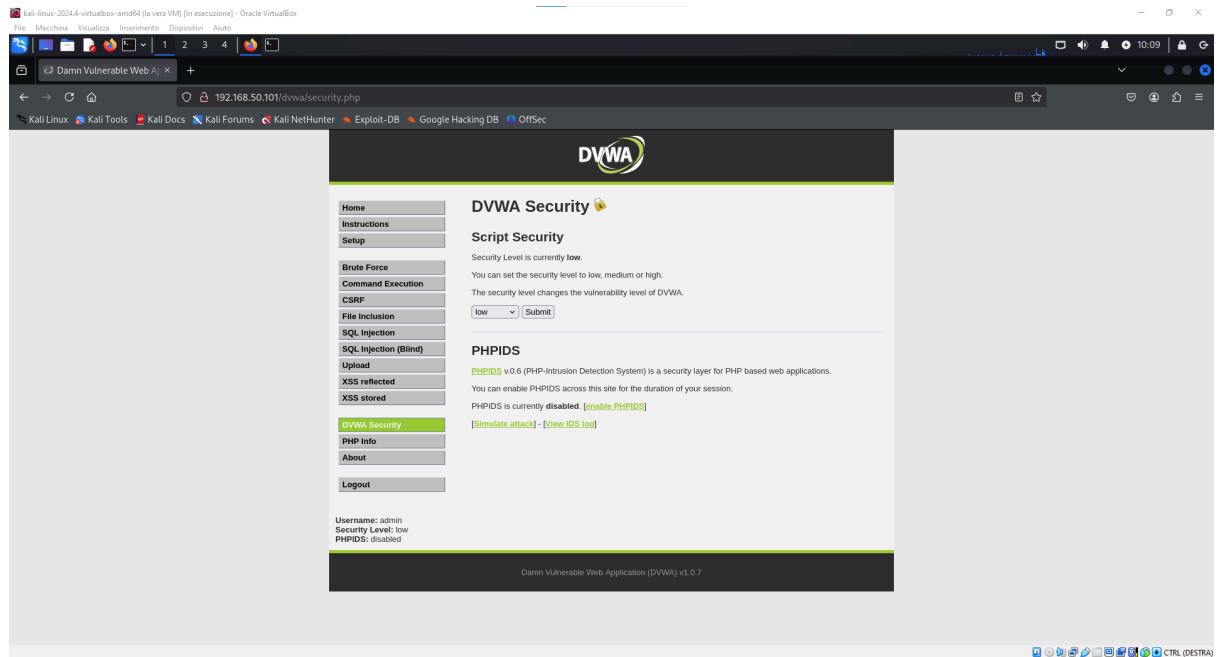 kali-linux-2024.4-virtualbox-amd64 (la vera VM) [In esecuzione] - Oracle VirtualBox
File Macchina Visualizza Inserimento Dispositivi Aiuto
1 2 3 4
10:09
Damn Vulnerable Web Ap
192.168.50.101/dvwa/security.php
Kali Linux Kali Tools Kali Docs Kali Forums Kali NetHunter Exploit-DB Google Hacking DB OffSec
DVWA
Home
Instructions
Setup
Brute Force
Command Execution
CSRF
File Inclusion
SQL Injection
SQL Injection (Blind)
Upload
XSS reflected
XSS stored
DVWA Security
PHP Info
About
Logout
DVWA Security
Script Security
Security Level is currently low.
You can set the security level to low, medium or high.
The security level changes the vulnerability level of DVWA.
low Submit
PHPIDS
PHPIDS v.0.6 (PHP-Intrusion Detection System) is a security layer for PHP based web applications.
You can enable PHPIDS across this site for the duration of your session.
PHPIDS is currently disabled. [enable PHPIDS]
[Simulate attack] - [View IDS log]
Username: admin
Security Level: low
PHPIDS: disabled
Damn Vulnerable Web Application (DVWA) v1.0.7
CTRL (DESTRA)